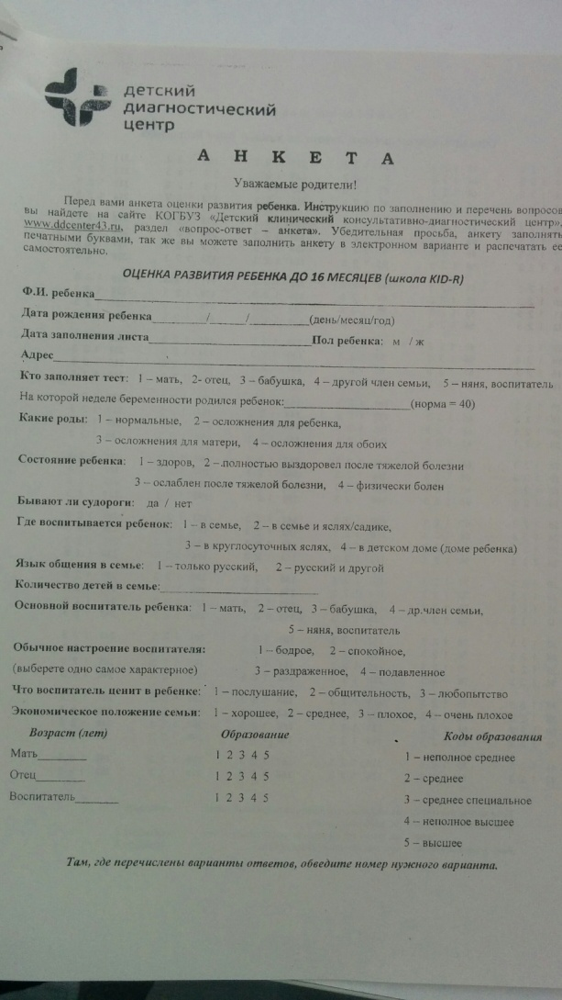 детский
диагностический
центр
А Н К Е Т А
Уважаемые родители!
Перед вами анкета оценки развития ребенка. Инструкцию по заполнению и перечень вопросов
вы найдете на сайте КОГБУЗ «Детский клинический консультативно-диагностический центр»,
www.ddcenter43.ru, раздел «вопрос-ответ – анкета». Убедительная просьба, анкету заполнять
печатными буквами, так же вы можете заполнить анкету в электронном варианте и распечатать ее
самостоятельно.
ОЦЕНКА РАЗВИТИЯ РЕБЕНКА ДО 16 МЕСЯЦЕВ (школа KID-R)
Ф.И. ребенка____________________
Дата рождения ребенка_________/______/__________(день/месяц/год)
Дата заполнения листа____________________Пол ребенка: м / ж
Адрес____________________
Кто заполняет тест: 1 – мать, 2- отец, 3 – бабушка, 4 – другой член семьи, 5 – няня, воспитатель
На которой неделе беременности родился ребенок:____________________(норма = 40)
Какие роды: 1 – нормальные, 2 – осложнения для ребенка,
3 – осложнения для матери, 4 – осложнения для обоих
Состояние ребенка: 1 – здоров, 2 – полностью выздоровел после тяжелой болезни
3 – ослаблен после тяжелой болезни, 4 – физически болен
Бывают ли судороги: да / нет
Где воспитывается ребенок: 1 – в семье, 2 – в семье и яслях/садике,
3 – в круглосуточных яслях, 4 – в детском доме (доме ребенка)
Язык общения в семье: 1 – только русский, 2 – русский и другой
Количество детей в семье:____________________
Основной воспитатель ребенка: 1 – мать, 2 – отец, 3 – бабушка, 4 – др.член семьи,
5 – няня, воспитатель
Обычное настроение воспитателя: 1 – бодрое, 2 – спокойное,
(выберете одно самое характерное) 3 – раздраженное, 4 – подавленное
Что воспитатель ценит в ребенке: 1 – послушание, 2 – общительность, 3 – любопытство
Экономическое положение семьи: 1 – хорошее, 2 – среднее, 3 – плохое, 4 – очень плохое
Возраст (лет) Образование Коды образования
Мать________ 1 2 3 4 5 1 – неполное среднее
Отец________ 1 2 3 4 5 2 – среднее
Воспитатель_______ 1 2 3 4 5 3 – среднее специальное
4 – неполное высшее
5 – высшее
Там, где перечислены варианты ответов, обведите номер нужного варианта.